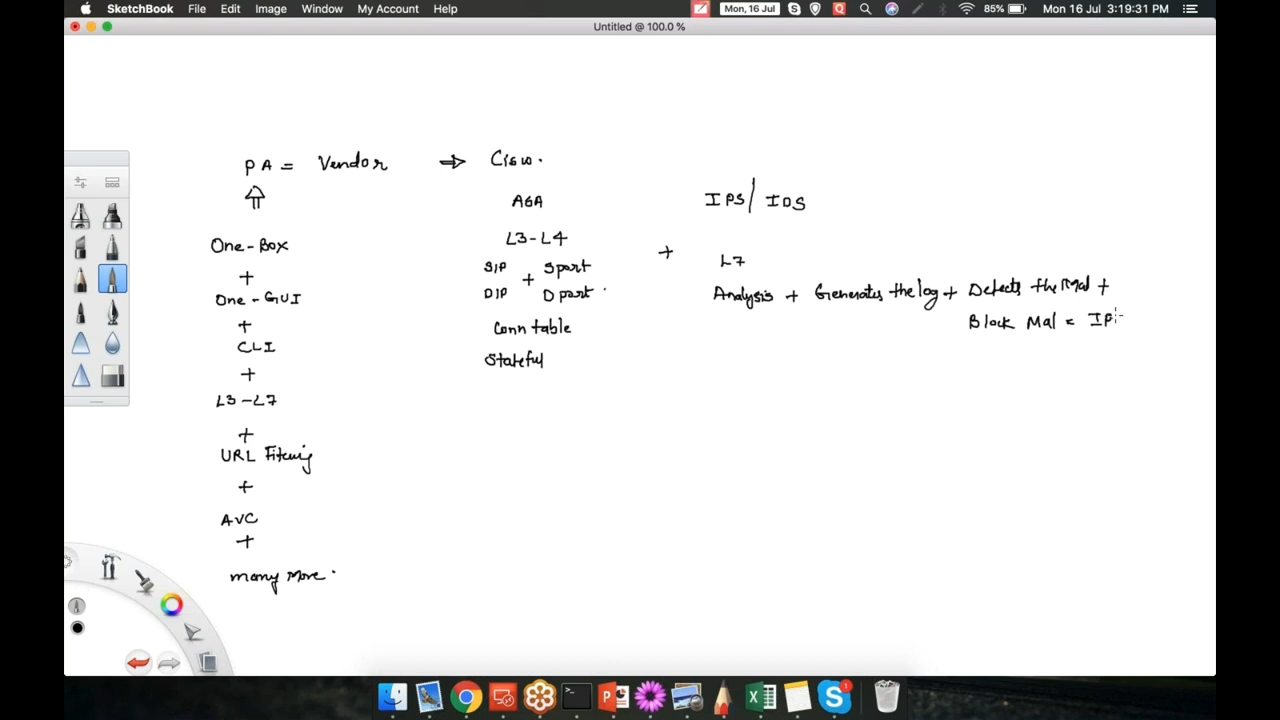 SketchBook File Edit Image Window My Account Help Mon, 16 Jul 85% Mon 16 Jul 3:19:31 PM
Untitled @ 100.0 %
PA = Vendor ⇒ Cisco.
One-Box
+
One-GUI
+
CLI
+
L3-L7
+
URL Fitering
+
AVC
+
many more.
ASA
L3-L4
SIP + Sport
DIP Dport
Conn table
Stateful
+
IPS/IDS
L7
Analysis + Generates the log + Detects the Mal +
Block Mal = IP